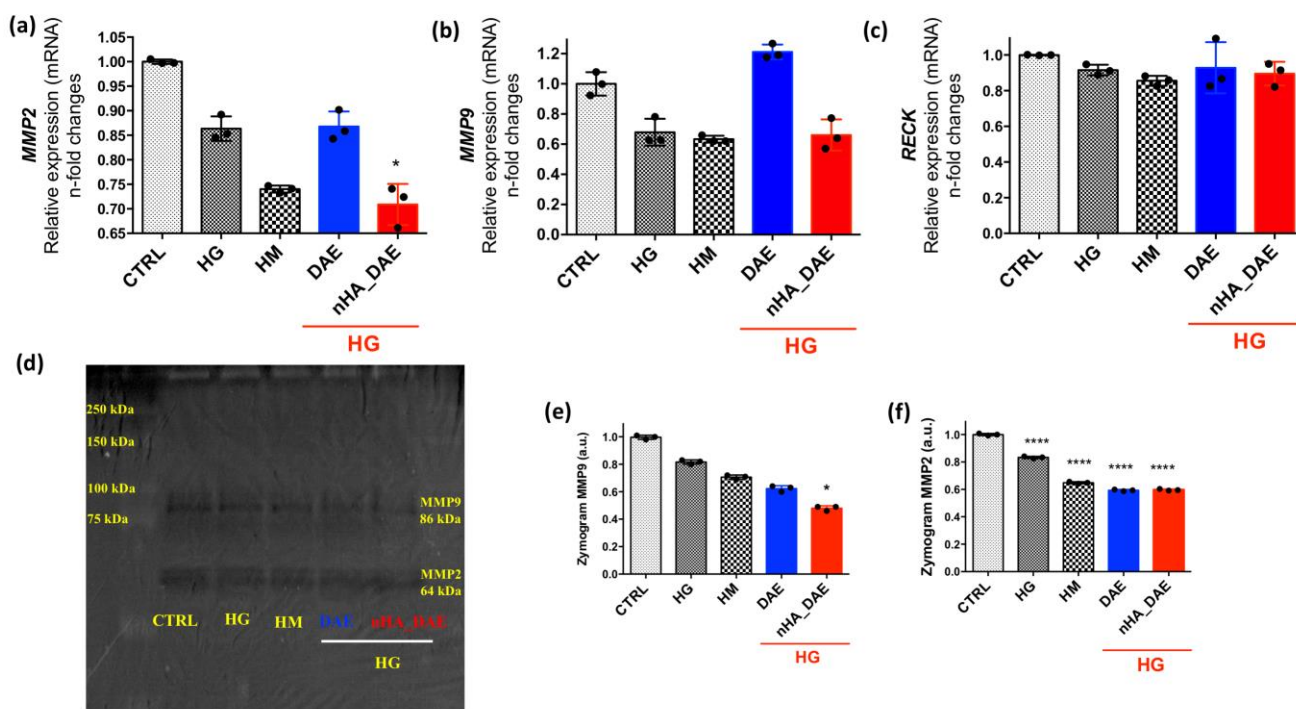 (a)
MMP2
Relative expression (mRNA)
n-fold changes
1.00
0.95
0.90
0.85
0.80
0.75
0.70
0.65
*
CTRL
HG
HM
DAE
nHA_DAE
HG
(b)
MMP9
Relative expression (mRNA)
n-fold changes
1.2
1.0
0.8
0.6
0.4
0.2
0.0
CTRL
HG
HM
DAE
nHA_DAE
HG
(c)
RECK
Relative expression (mRNA)
n-fold changes
1.0
0.8
0.6
0.4
0.2
0.0
CTRL
HG
HM
DAE
nHA_DAE
HG
(d)
250 kDa
150 kDa
100 kDa
75 kDa
MMP9
86 kDa
MMP2
64 kDa
CTRL
HG
HM
DAE
nHA_DAE
HG
(e)
Zymogram MMP9 (a.u.)
1.0
0.8
0.6
0.4
0.2
0.0
*
CTRL
HG
HM
DAE
nHA_DAE
HG
(f)
Zymogram MMP2 (a.u.)
1.0
0.8
0.6
0.4
0.2
0.0
****
****
****
****
CTRL
HG
HM
DAE
nHA_DAE
HG